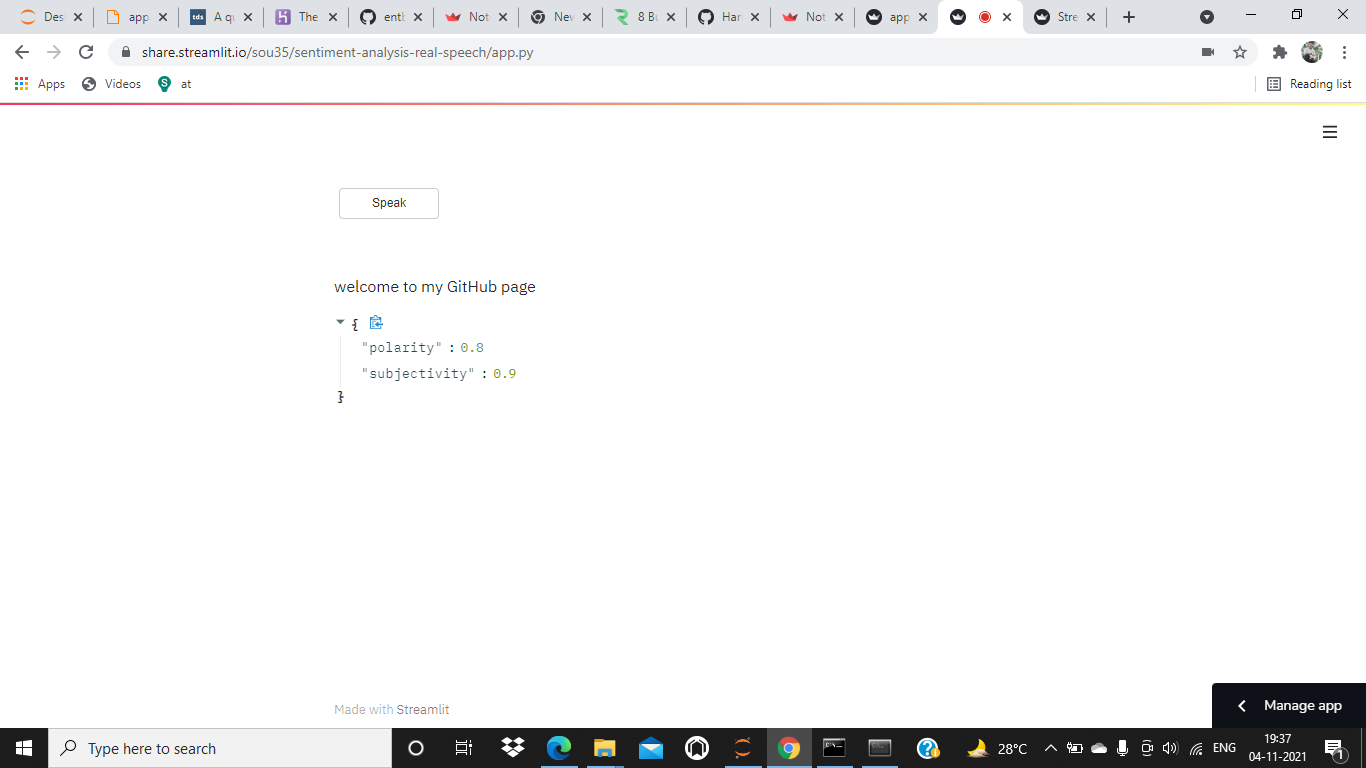 Des
app
A qu
The
entl
Not
Nev
8 Bu
Har
Not
app
Stre
share.streamlit.io/sou35/sentiment-analysis-real-speech/app.py
Apps
Videos
at
Reading list
Speak
welcome to my GitHub page
{
"polarity" : 0.8
"subjectivity" : 0.9
}
Made with Streamlit
Manage app
Type here to search
28°C
ENG
19:37
04-11-2021
1